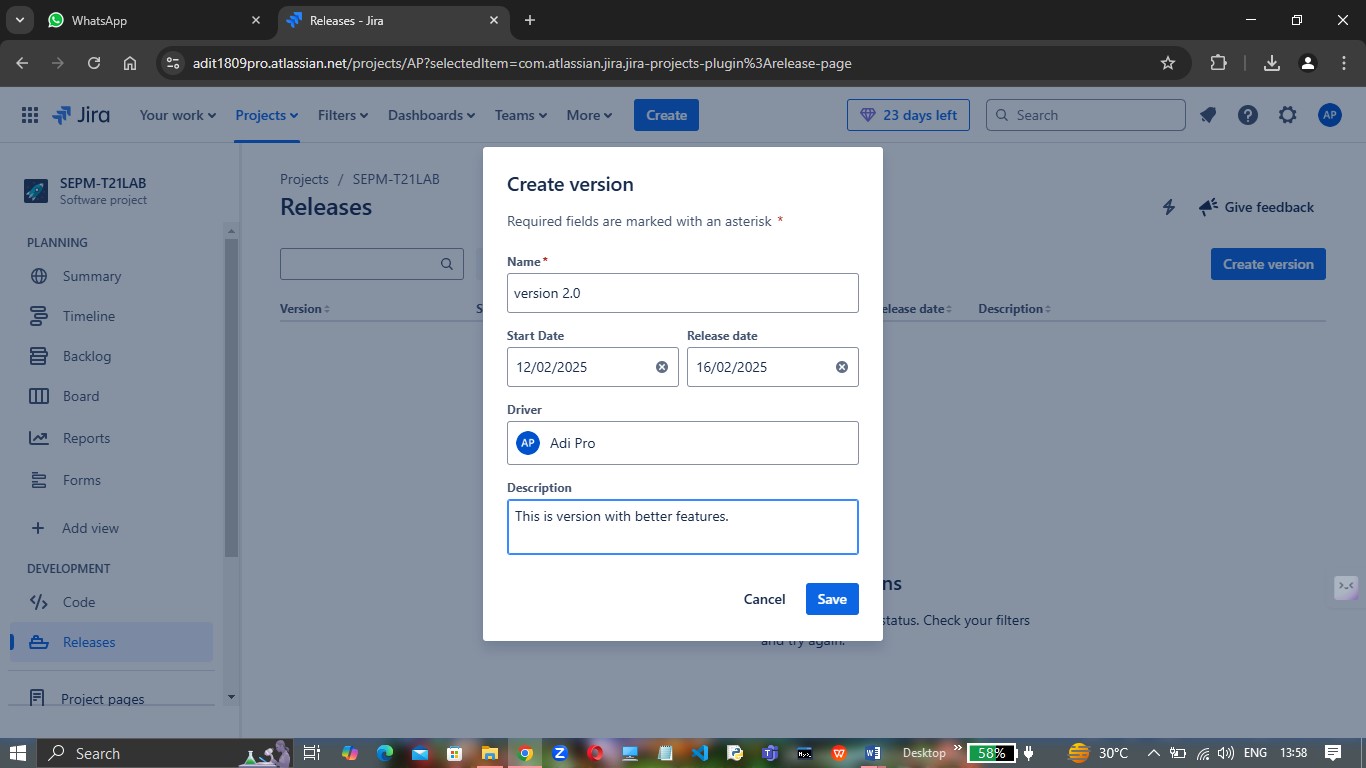 WhatsApp
Releases - Jira
adit1809pro.atlassian.net/projects/AP?selectedItem=com.atlassian.jira.jira-projects-plugin%3Arelease-page
Jira Your work Projects Filters Dashboards Teams More Create 23 days left Search AP
SEPM-T21LAB
Software project
PLANNING
Summary
Timeline
Backlog
Board
Reports
Forms
Add view
DEVELOPMENT
Code
Releases
Project pages
Projects / SEPM-T21LAB
Releases
Give feedback
Create version
Version
S
elease date
Description
ns
status. Check your filters
and try again.
Create version
Required fields are marked with an asterisk *
Name*
version 2.0
Start Date Release date
12/02/2025 16/02/2025
Driver
AP Adi Pro
Description
This is version with better features.
Cancel Save
Search Desktop 58% 30°C ENG 13:58